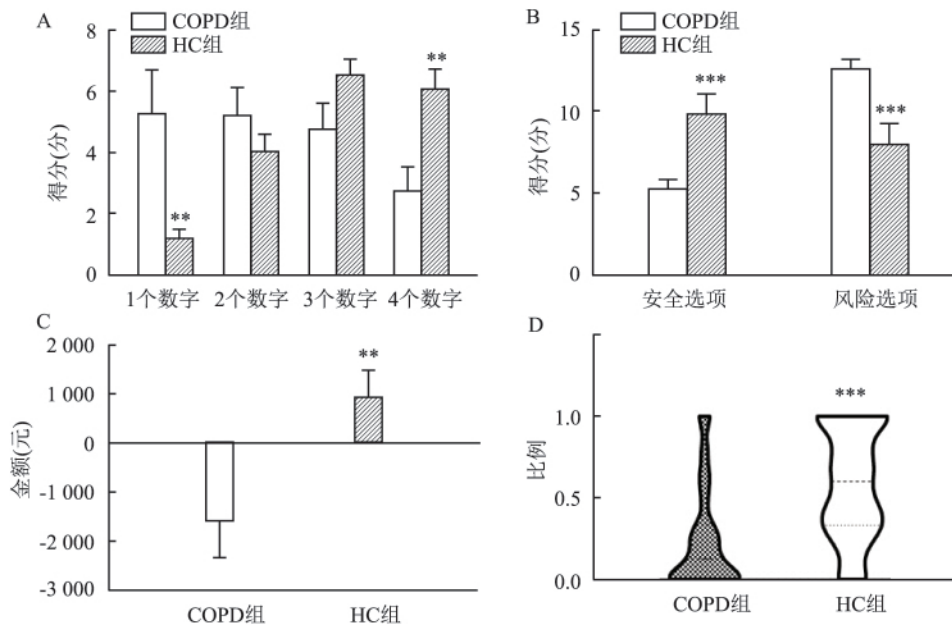 A
COPD组
HC组
得分(分)
8
6
4
2
0
**
**
1个数字 2个数字 3个数字 4个数字
B
COPD组
HC组
得分(分)
15
10
5
0
***
***
安全选项 风险选项
C
金额(元)
2 000
1 000
0
-1 000
-2 000
-3 000
**
COPD组 HC组
D
比例
1.0
0.5
0.0
***
COPD组 HC组